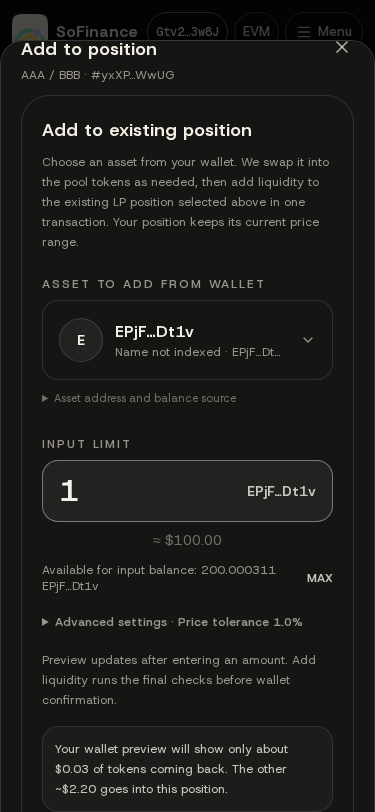 SoFinance
Gtv2…3w8J
EVM
Menu
Add to position
AAA / BBB · #yxXP…WwUG
Add to existing position
Choose an asset from your wallet. We swap it into
the pool tokens as needed, then add liquidity to
the existing LP position selected above in one
transaction. Your position keeps its current price
range.
ASSET TO ADD FROM WALLET
E
EPjF…Dt1v
Name not indexed · EPjF…Dt…
Asset address and balance source
INPUT LIMIT
1
EPjF…Dt1v
≈ $100.00
Available for input balance: 200.000311
EPjF…Dt1v
MAX
Advanced settings · Price tolerance 1.0%
Preview updates after entering an amount. Add
liquidity runs the final checks before wallet
confirmation.
Your wallet preview will show only about
$0.03 of tokens coming back. The other
~$2.20 goes into this position.